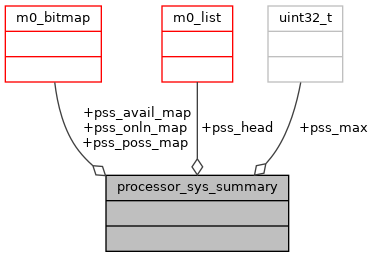 m0_bitmap
m0_list
uint32_t
+pss_avail_map
+pss_onln_map
+pss_poss_map
+pss_head
+pss_max
processor_sys_summary